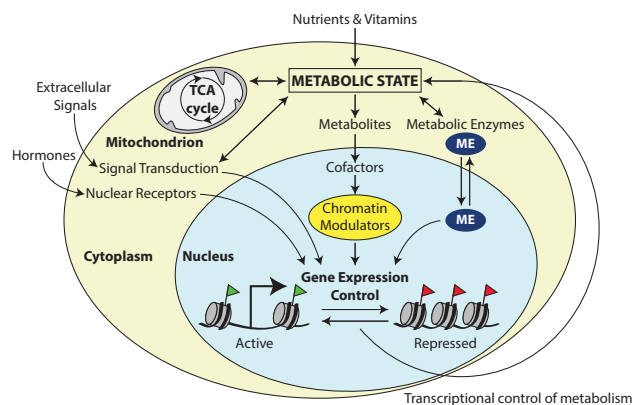 Nutrients & Vitamins
METABOLIC STATE
TCA
cycle
Extracellular
Signals
Mitochondrion
Metabolites
Metabolic Enzymes
ME
Hormones
Signal Transduction
Cofactors
Nuclear Receptors
Chromatin
Modulators
ME
Cytoplasm
Nucleus
Gene Expression
Control
Active
Repressed
Transcriptional control of metabolism